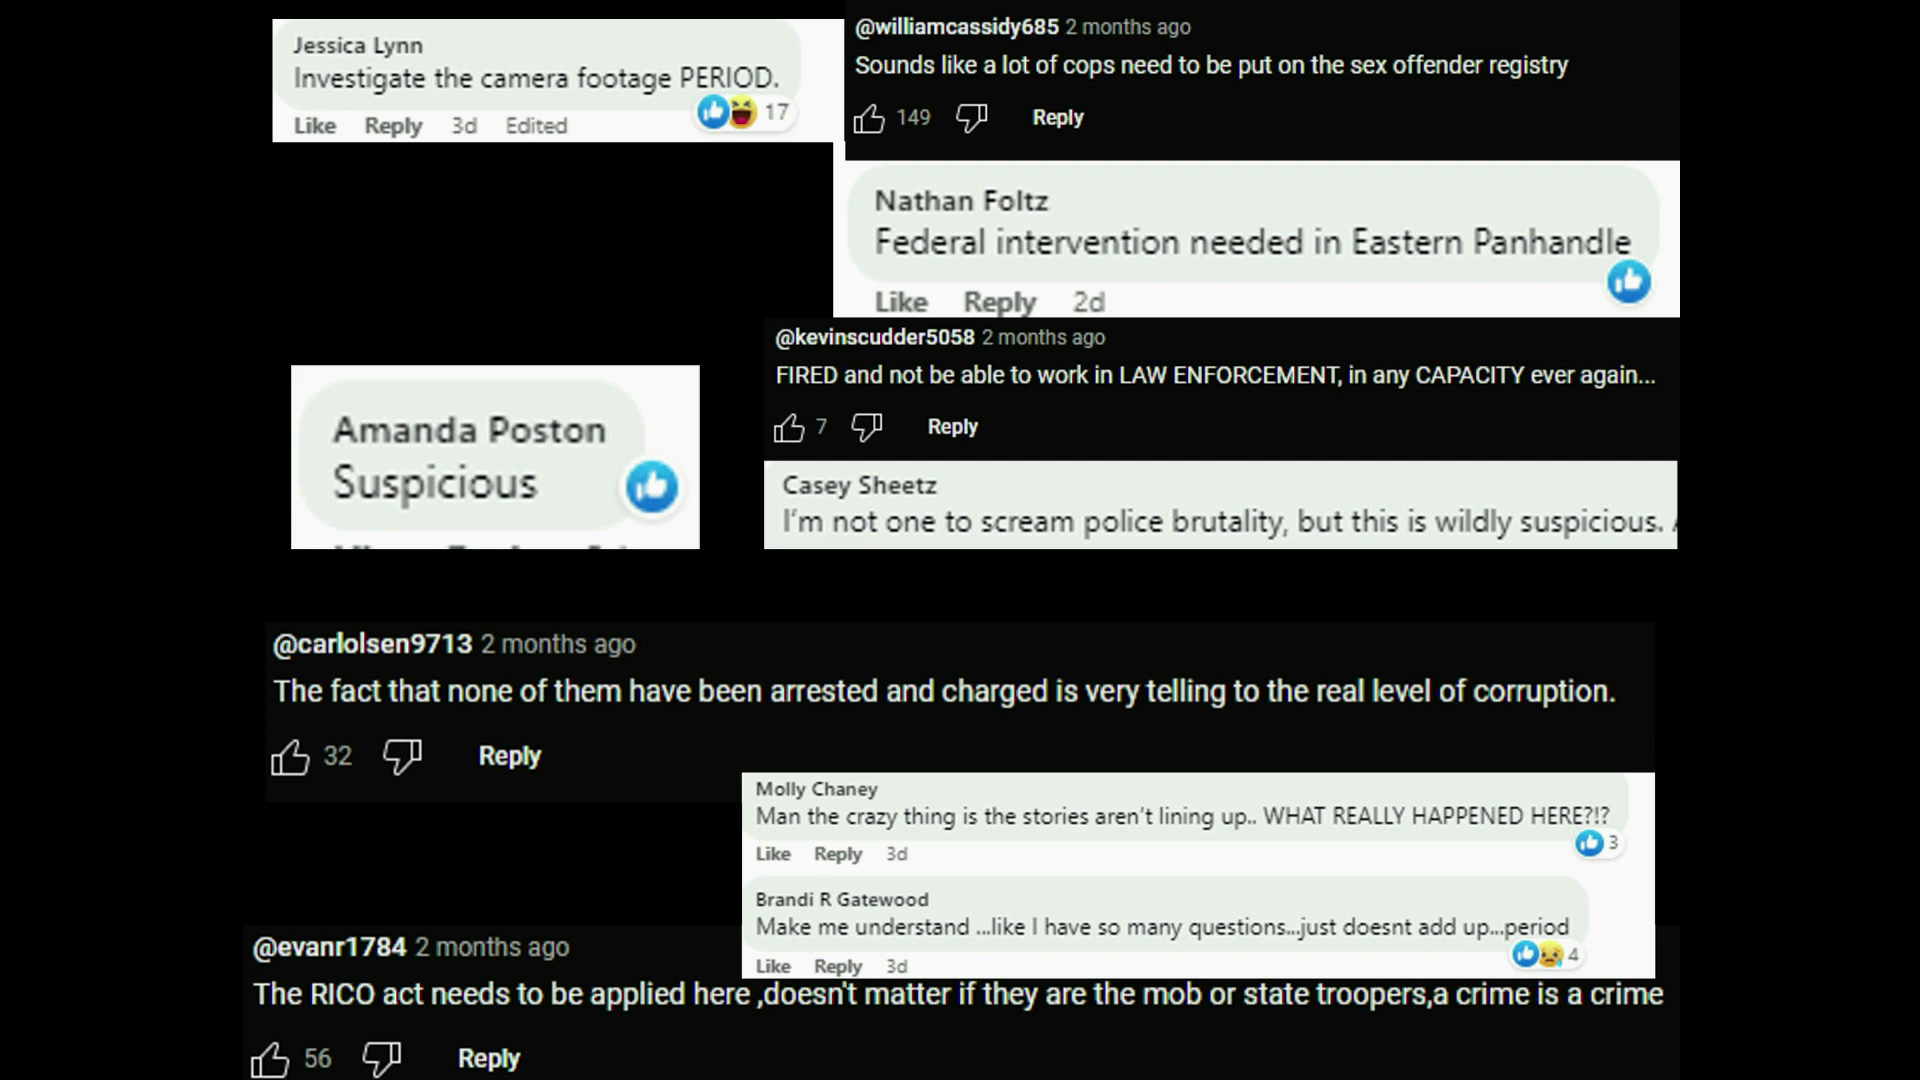 Jessica Lynn
Investigate the camera footage PERIOD.
17
Like Reply 3d Edited
@williamcassidy685 2 months ago
Sounds like a lot of cops need to be put on the sex offender registry
149 Reply
Nathan Foltz
Federal intervention needed in Eastern Panhandle
Like Reply 2d
@kevinscudder5058 2 months ago
FIRED and not be able to work in LAW ENFORCEMENT, in any CAPACITY ever again...
7 Reply
Amanda Poston
Suspicious
Casey Sheetz
I'm not one to scream police brutality, but this is wildly suspicious.
@carlolsen9713 2 months ago
The fact that none of them have been arrested and charged is very telling to the real level of corruption.
32 Reply
Molly Chaney
Man the crazy thing is the stories aren't lining up.. WHAT REALLY HAPPENED HERE?!?
3
Like Reply 3d
Brandi R Gatewood
Make me understand ...like I have so many questions...just doesnt add up...period
4
Like Reply 3d
@evanr1784 2 months ago
The RICO act needs to be applied here ,doesn't matter if they are the mob or state troopers,a crime is a crime
56 Reply